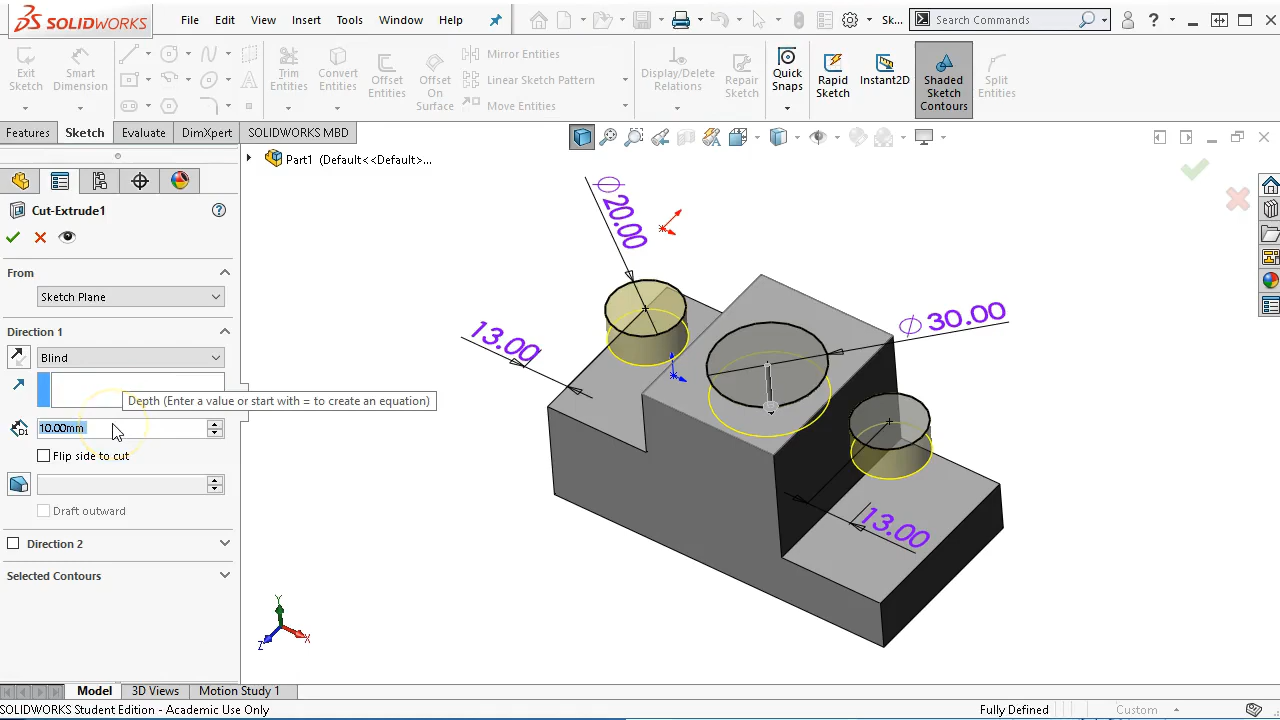 SOLIDWORKS File Edit View Insert Tools Window Help Sk... Search Commands ?
Exit Sketch
Smart Dimension
Trim Entities
Convert Entities
Offset Entities
Offset On Surface
Mirror Entities
Linear Sketch Pattern
Move Entities
Display/Delete Relations
Repair Sketch
Quick Snaps
Rapid Sketch
Instant2D
Shaded Sketch Contours
Split Entities
Features Sketch Evaluate DimXpert SOLIDWORKS MBD
Part1 (Default<<Default>...
Cut-Extrude1 ?
From
Sketch Plane
Direction 1
Blind
Depth (Enter a value or start with = to create an equation)
D1 10.00mm
Flip side to cut
Draft outward
Direction 2
Selected Contours
∅20.00
13.00
∅ 30.00
13.00
Y
X
Z
Model 3D Views Motion Study 1
SOLIDWORKS Student Edition - Academic Use Only Fully Defined Custom